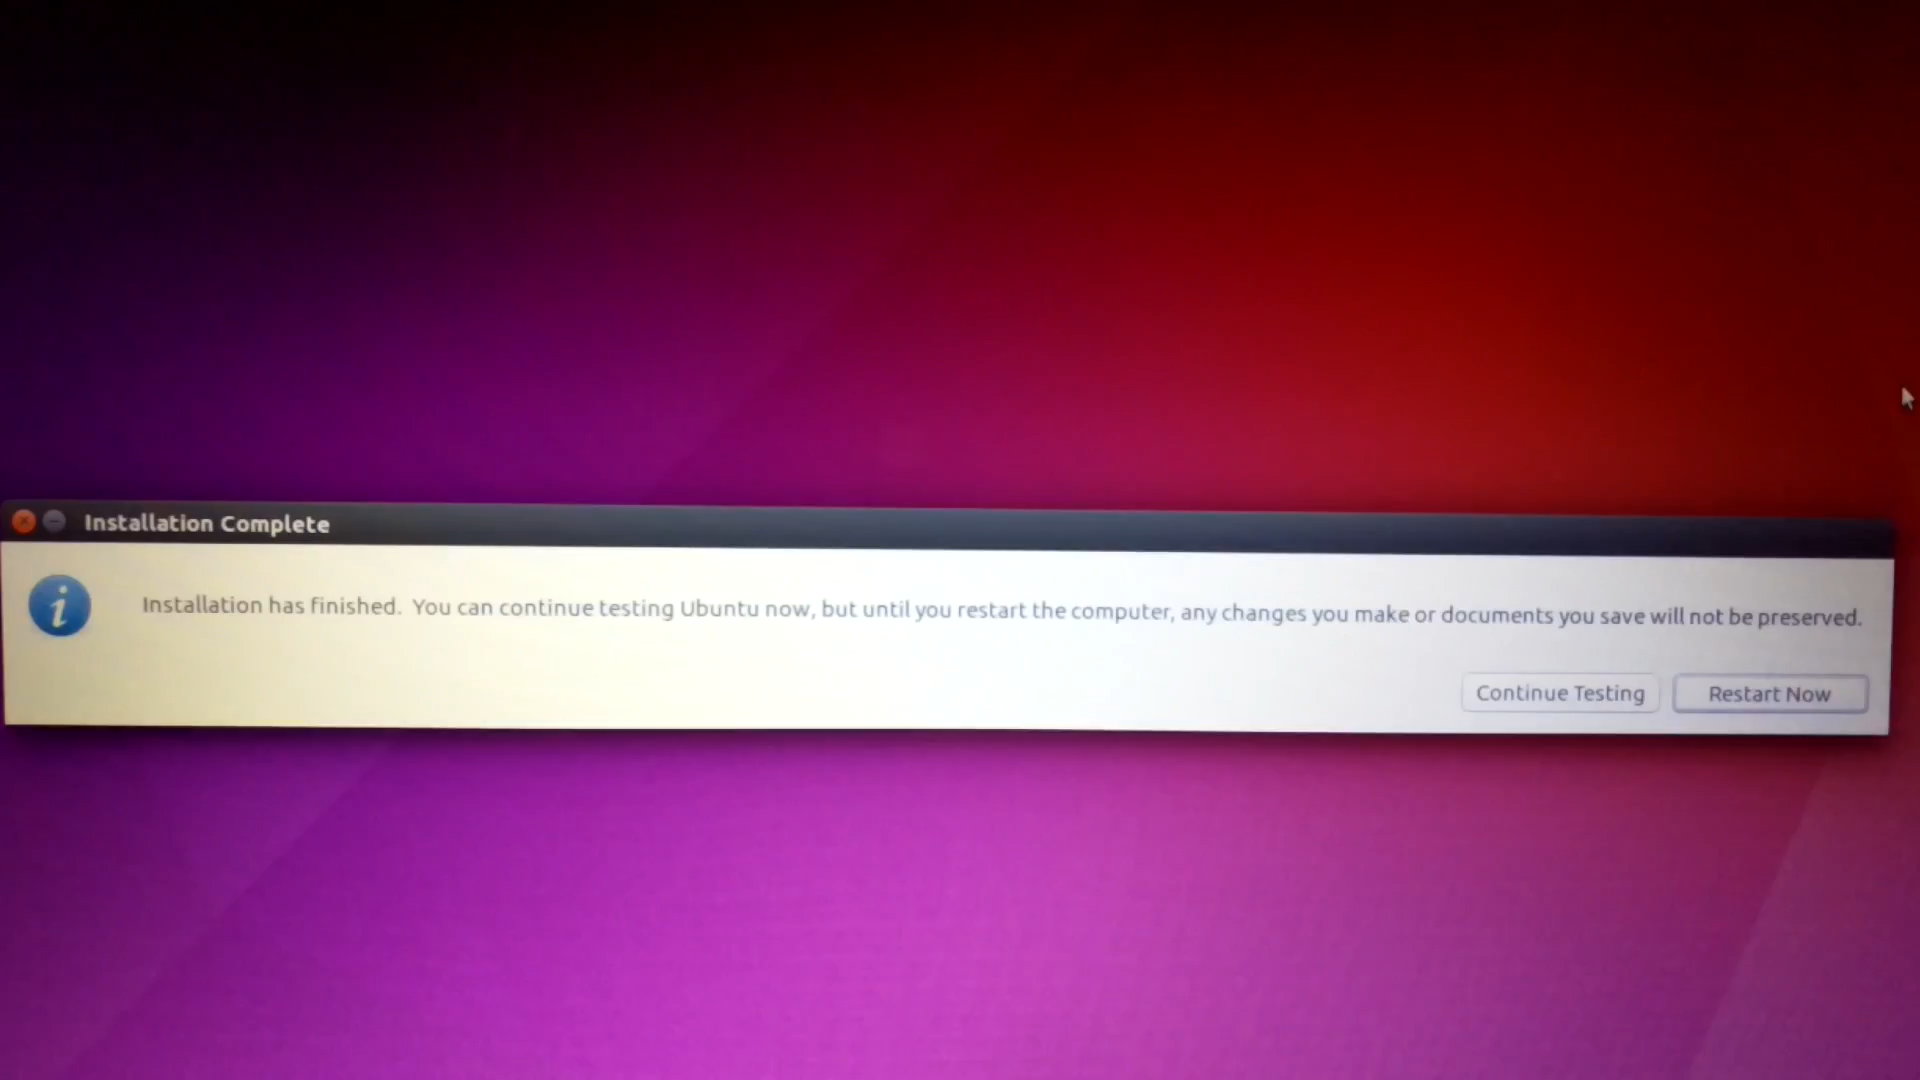 Installation Complete
Installation has finished. You can continue testing Ubuntu now, but until you restart the computer, any changes you make or documents you save will not be preserved.
Continue Testing
Restart Now